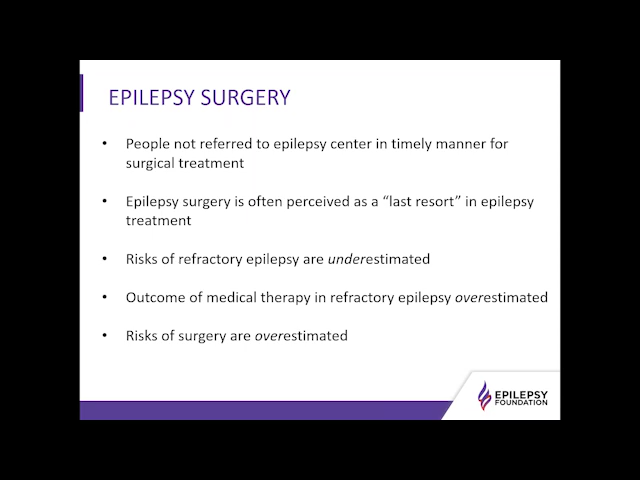 EPILEPSY SURGERY
• People not referred to epilepsy center in timely manner for
surgical treatment
• Epilepsy surgery is often perceived as a “last resort” in epilepsy
treatment
• Risks of refractory epilepsy are underestimated
• Outcome of medical therapy in refractory epilepsy overestimated
• Risks of surgery are overestimated
EPILEPSY
FOUNDATION